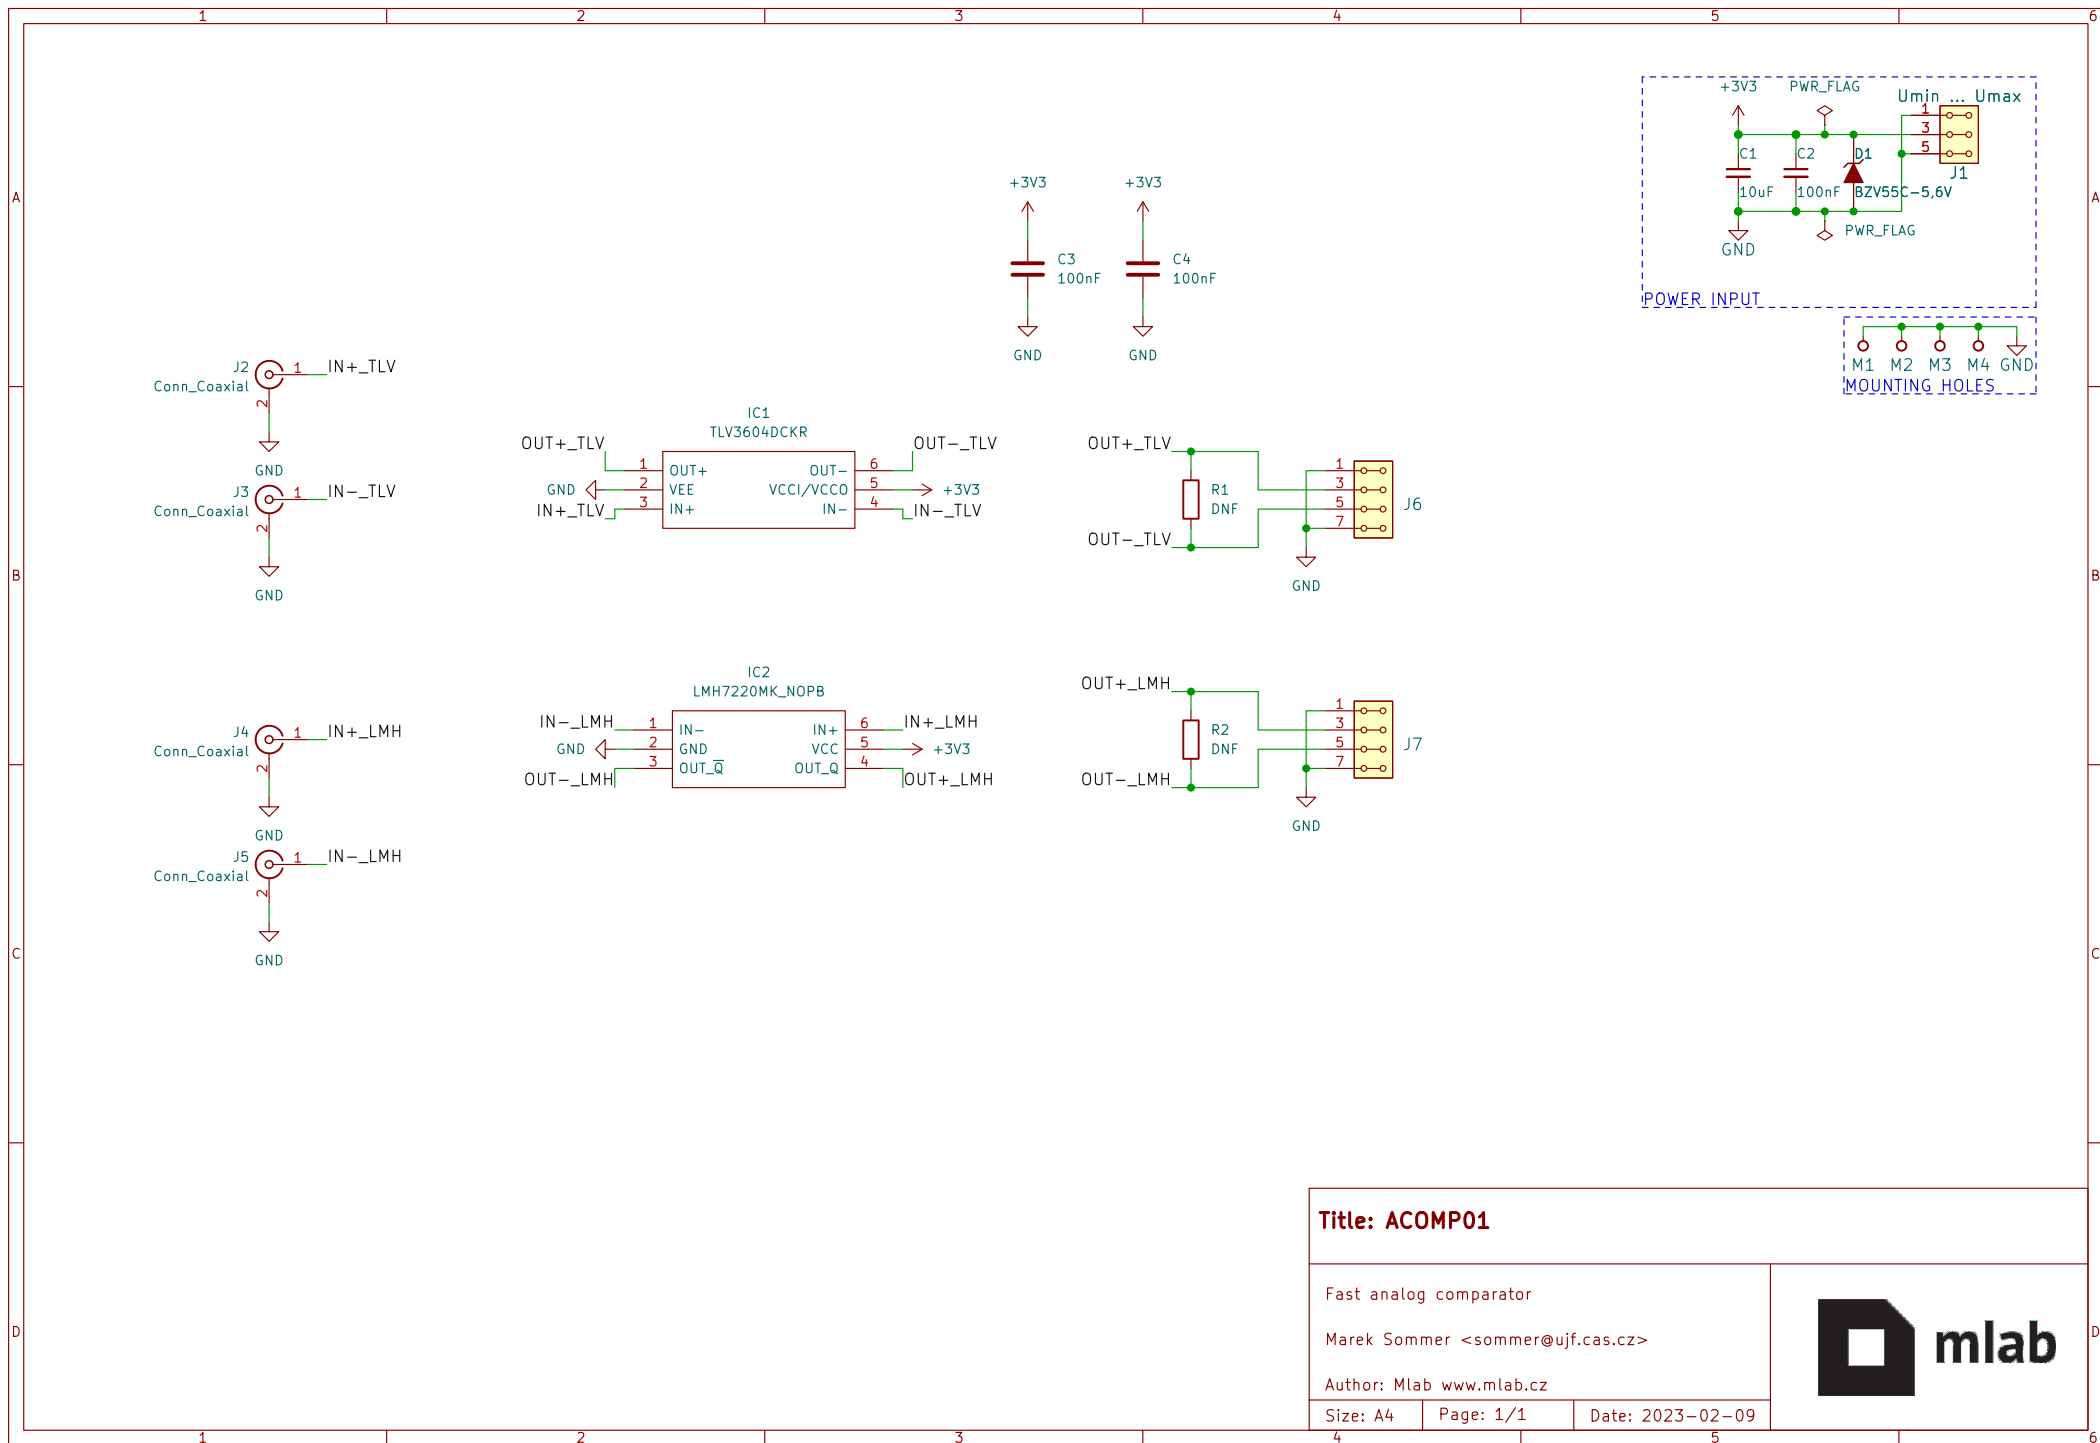 1 2 3 4 5 6
A A
B B
C C
D D
+3V3 PWR_FLAG
Umin ... Umax
1
3
5
J1
C1
10uF
C2
100nF
D1
BZV55C-5,6V
GND
PWR_FLAG
POWER INPUT
M1 M2 M3 M4 GND
MOUNTING HOLES
+3V3
C3
100nF
GND
+3V3
C4
100nF
GND
J2
Conn_Coaxial
1
IN+_TLV
2
GND
J3
Conn_Coaxial
1
IN-_TLV
2
GND
IC1
TLV3604DCKR
OUT+_TLV 1 OUT+ OUT- 6 OUT-_TLV
GND 2 VEE VCCI/VCCO 5 +3V3
IN+_TLV 3 IN+ IN- 4 IN-_TLV
OUT+_TLV
R1
DNF
OUT-_TLV
1
3
5
7
J6
GND
J4
Conn_Coaxial
1
IN+_LMH
2
GND
J5
Conn_Coaxial
1
IN-_LMH
2
GND
IC2
LMH7220MK_NOPB
IN-_LMH 1 IN- IN+ 6 IN+_LMH
GND 2 GND VCC 5 +3V3
OUT-_LMH 3 OUT_Q̅ OUT_Q 4 OUT+_LMH
OUT+_LMH
R2
DNF
OUT-_LMH
1
3
5
7
J7
GND
Title: ACOMP01
Fast analog comparator
Marek Sommer <sommer@ujf.cas.cz>
Author: Mlab www.mlab.cz
Size: A4 Page: 1/1 Date: 2023-02-09
mlab
1 2 3 4 5 6